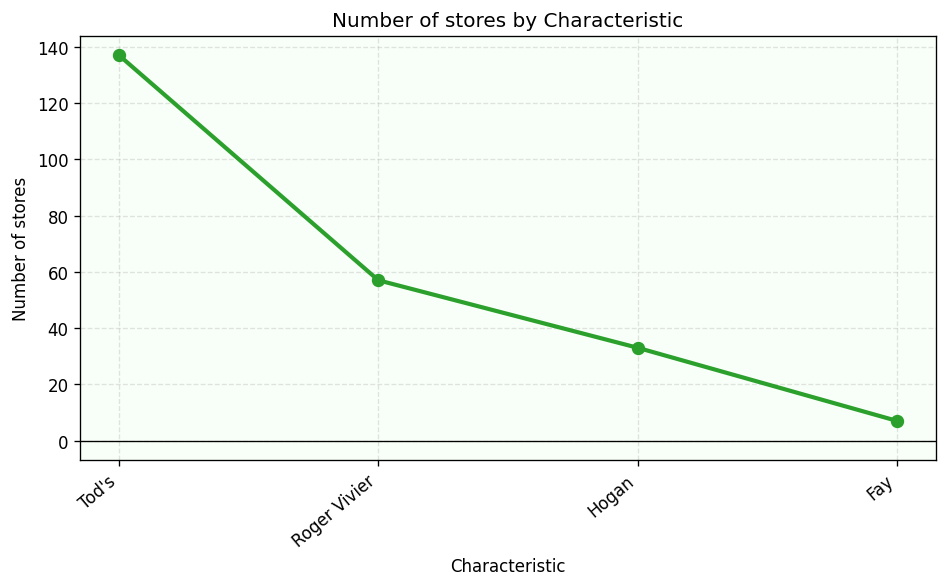 Number of stores by Characteristic
Number of stores
140
120
100
80
60
40
20
0
Tod's
Roger Vivier
Hogan
Fay
Characteristic